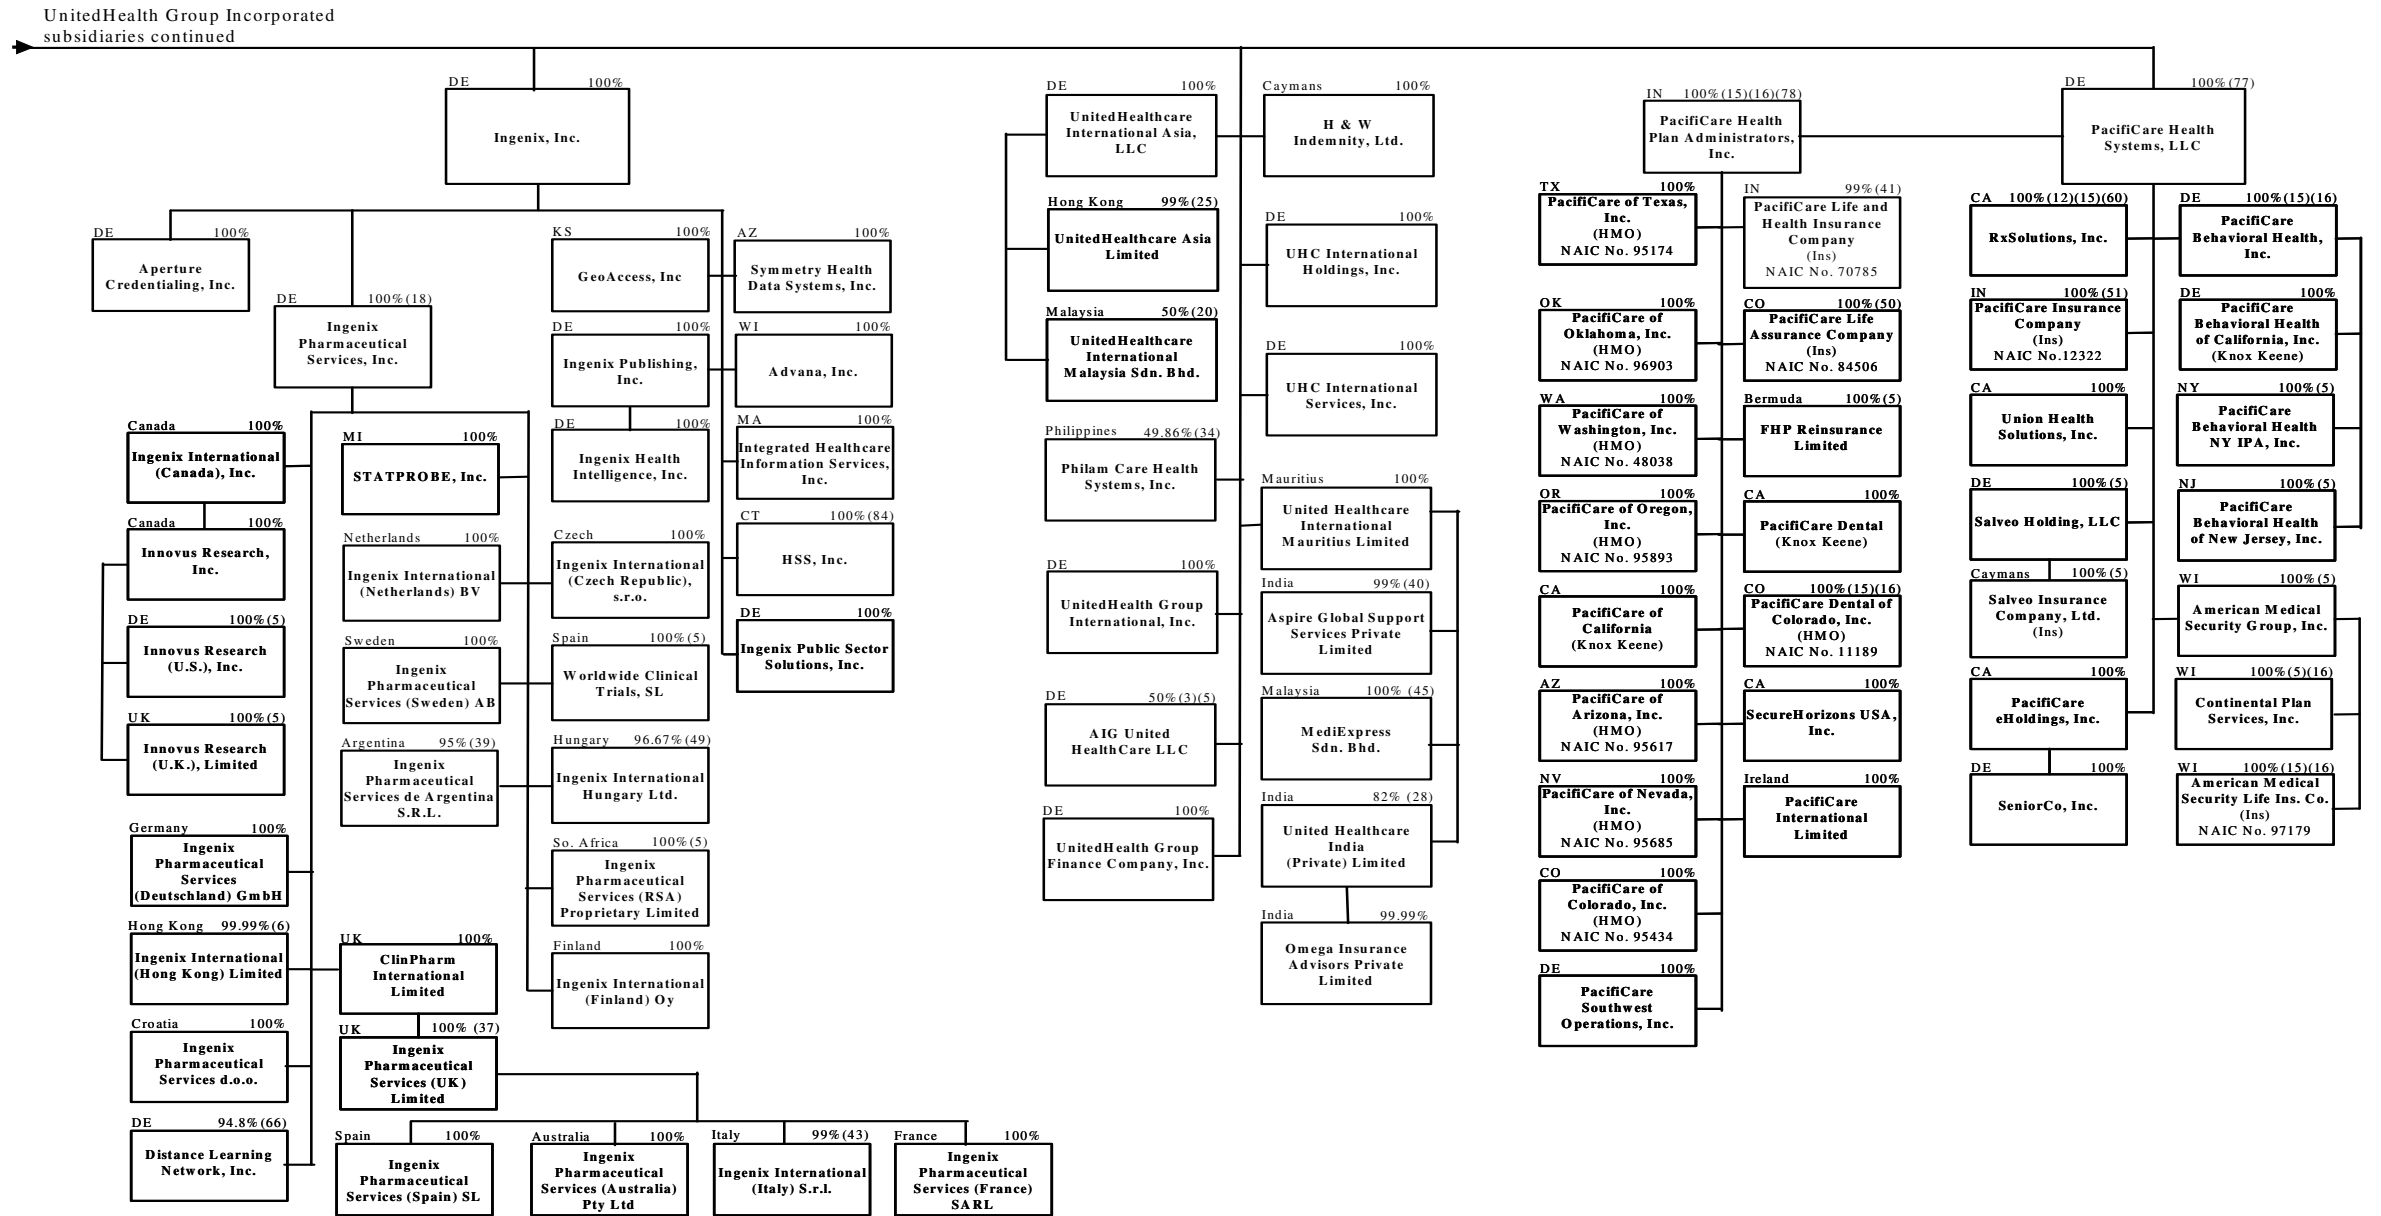 UnitedHealth Group Incorporated
subsidiaries continued
DE 100%
Ingenix, Inc.
DE 100%
Aperture
Credentialing, Inc.
DE 100%(18)
Ingenix
Pharmaceutical
Services, Inc.
KS 100%
GeoAccess, Inc
AZ 100%
Symmetry Health
Data Systems, Inc.
DE 100%
Ingenix Publishing,
Inc.
WI 100%
Advana, Inc.
DE 100%
Ingenix Health
Intelligence, Inc.
MA 100%
Integrated Healthcare
Information Services,
Inc.
CT 100%(84)
HSS, Inc.
DE 100%
Ingenix Public Sector
Solutions, Inc.
Canada 100%
Ingenix International
(Canada), Inc.
Canada 100%
Innovus Research,
Inc.
DE 100%(5)
Innovus Research
(U.S.), Inc.
UK 100%(5)
Innovus Research
(U.K.), Limited
Germany 100%
Ingenix
Pharmaceutical
Services
(Deutschland) GmbH
Hong Kong 99.99%(6)
Ingenix International
(Hong Kong) Limited
Croatia 100%
Ingenix
Pharmaceutical
Services d.o.o.
DE 94.8%(66)
Distance Learning
Network, Inc.
MI 100%
STATPROBE, Inc.
Netherlands 100%
Ingenix International
(Netherlands) BV
Sweden 100%
Ingenix
Pharmaceutical
Services (Sweden) AB
Argentina 95%(39)
Ingenix
Pharmaceutical
Services de Argentina
S.R.L.
Czech 100%
Ingenix International
(Czech Republic),
s.r.o.
Spain 100%(5)
Worldwide Clinical
Trials, SL
Hungary 96.67%(49)
Ingenix International
Hungary Ltd.
So. Africa 100%(5)
Ingenix
Pharmaceutical
Services (RSA)
Proprietary Limited
Finland 100%
Ingenix International
(Finland) Oy
UK 100%
ClinPharm
International
Limited
UK 100% (37)
Ingenix
Pharmaceutical
Services (UK)
Limited
Spain 100%
Ingenix
Pharmaceutical
Services (Spain) SL
Australia 100%
Ingenix
Pharmaceutical
Services (Australia)
Pty Ltd
Italy 99%(43)
Ingenix International
(Italy) S.r.l.
France 100%
Ingenix
Pharmaceutical
Services (France)
SARL
DE 100%
UnitedHealthcare
International Asia,
LLC
Hong Kong 99%(25)
UnitedHealthcare Asia
Limited
Malaysia 50%(20)
UnitedHealthcare
International
Malaysia Sdn. Bhd.
Philippines 49.86%(34)
Philam Care Health
Systems, Inc.
DE 100%
UnitedHealth Group
International, Inc.
DE 50%(3)(5)
AIG United
HealthCare LLC
DE 100%
UnitedHealth Group
Finance Company, Inc.
Caymans 100%
H & W
Indemnity, Ltd.
DE 100%
UHC International
Holdings, Inc.
DE 100%
UHC International
Services, Inc.
Mauritius 100%
United Healthcare
International
Mauritius Limited
India 99%(40)
Aspire Global Support
Services Private
Limited
Malaysia 100% (45)
MediExpress
Sdn. Bhd.
India 82% (28)
United Healthcare
India
(Private) Limited
India 99.99%
Omega Insurance
Advisors Private
Limited
IN 100%(15)(16)(78)
PacifiCare Health
Plan Administrators,
Inc.
DE 100%(77)
PacifiCare Health
Systems, LLC
TX 100%
PacifiCare of Texas,
Inc.
(HMO)
NAIC No. 95174
OK 100%
PacifiCare of
Oklahoma, Inc.
(HMO)
NAIC No. 96903
WA 100%
PacifiCare of
Washington, Inc.
(HMO)
NAIC No. 48038
OR 100%
PacifiCare of Oregon,
Inc.
(HMO)
NAIC No. 95893
CA 100%
PacifiCare of
California
(Knox Keene)
AZ 100%
PacifiCare of
Arizona, Inc.
(HMO)
NAIC No. 95617
NV 100%
PacifiCare of Nevada,
Inc.
(HMO)
NAIC No. 95685
CO 100%
PacifiCare of
Colorado, Inc.
(HMO)
NAIC No. 95434
DE 100%
PacifiCare
Southwest
Operations, Inc.
IN 99%(41)
PacifiCare Life and
Health Insurance
Company
(Ins)
NAIC No. 70785
CO 100%(50)
PacifiCare Life
Assurance Company
(Ins)
NAIC No. 84506
Bermuda 100%(5)
FHP Reinsurance
Limited
CA 100%
PacifiCare Dental
(Knox Keene)
CO 100%(15)(16)
PacifiCare Dental of
Colorado, Inc.
(HMO)
NAIC No. 11189
CA 100%
SecureHorizons USA,
Inc.
Ireland 100%
PacifiCare
International
Limited
CA 100%(12)(15)(60)
RxSolutions, Inc.
IN 100%(51)
PacifiCare Insurance
Company
(Ins)
NAIC No.12322
CA 100%
Union Health
Solutions, Inc.
DE 100%(5)
Salveo Holding, LLC
Caymans 100%(5)
Salveo Insurance
Company, Ltd.
(Ins)
CA 100%
PacifiCare
eHoldings, Inc.
DE 100%
SeniorCo, Inc.
DE 100%(15)(16)
PacifiCare
Behavioral Health,
Inc.
DE 100%
PacifiCare
Behavioral Health
of California, Inc.
(Knox Keene)
NY 100%(5)
PacifiCare
Behavioral Health
NY IPA, Inc.
NJ 100%(5)
PacifiCare
Behavioral Health
of New Jersey, Inc.
WI 100%(5)
American Medical
Security Group, Inc.
WI 100%(5)(16)
Continental Plan
Services, Inc.
WI 100%(15)(16)
American Medical
Security Life Ins. Co.
(Ins)
NAIC No. 97179